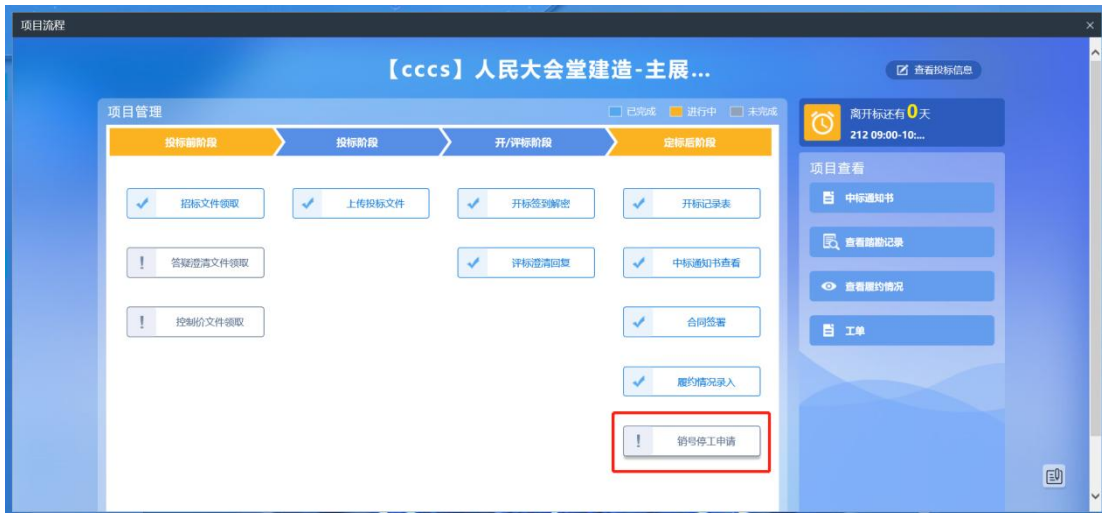 项目流程
【cccs】人民大会堂建造-主展...
查看投标信息
项目管理
已完成 进行中 未完成
投标前阶段
投标阶段
开/评标阶段
定标后阶段
招标文件领取
上传投标文件
开标签到解密
开标记录表
答疑澄清文件领取
评标澄清回复
中标通知书查看
控制价文件领取
合同签署
履约情况录入
销号停工申请
离开标还有0天
212 09:00-10:...
项目查看
中标通知书
查看踏勘记录
查看履约情况
工单